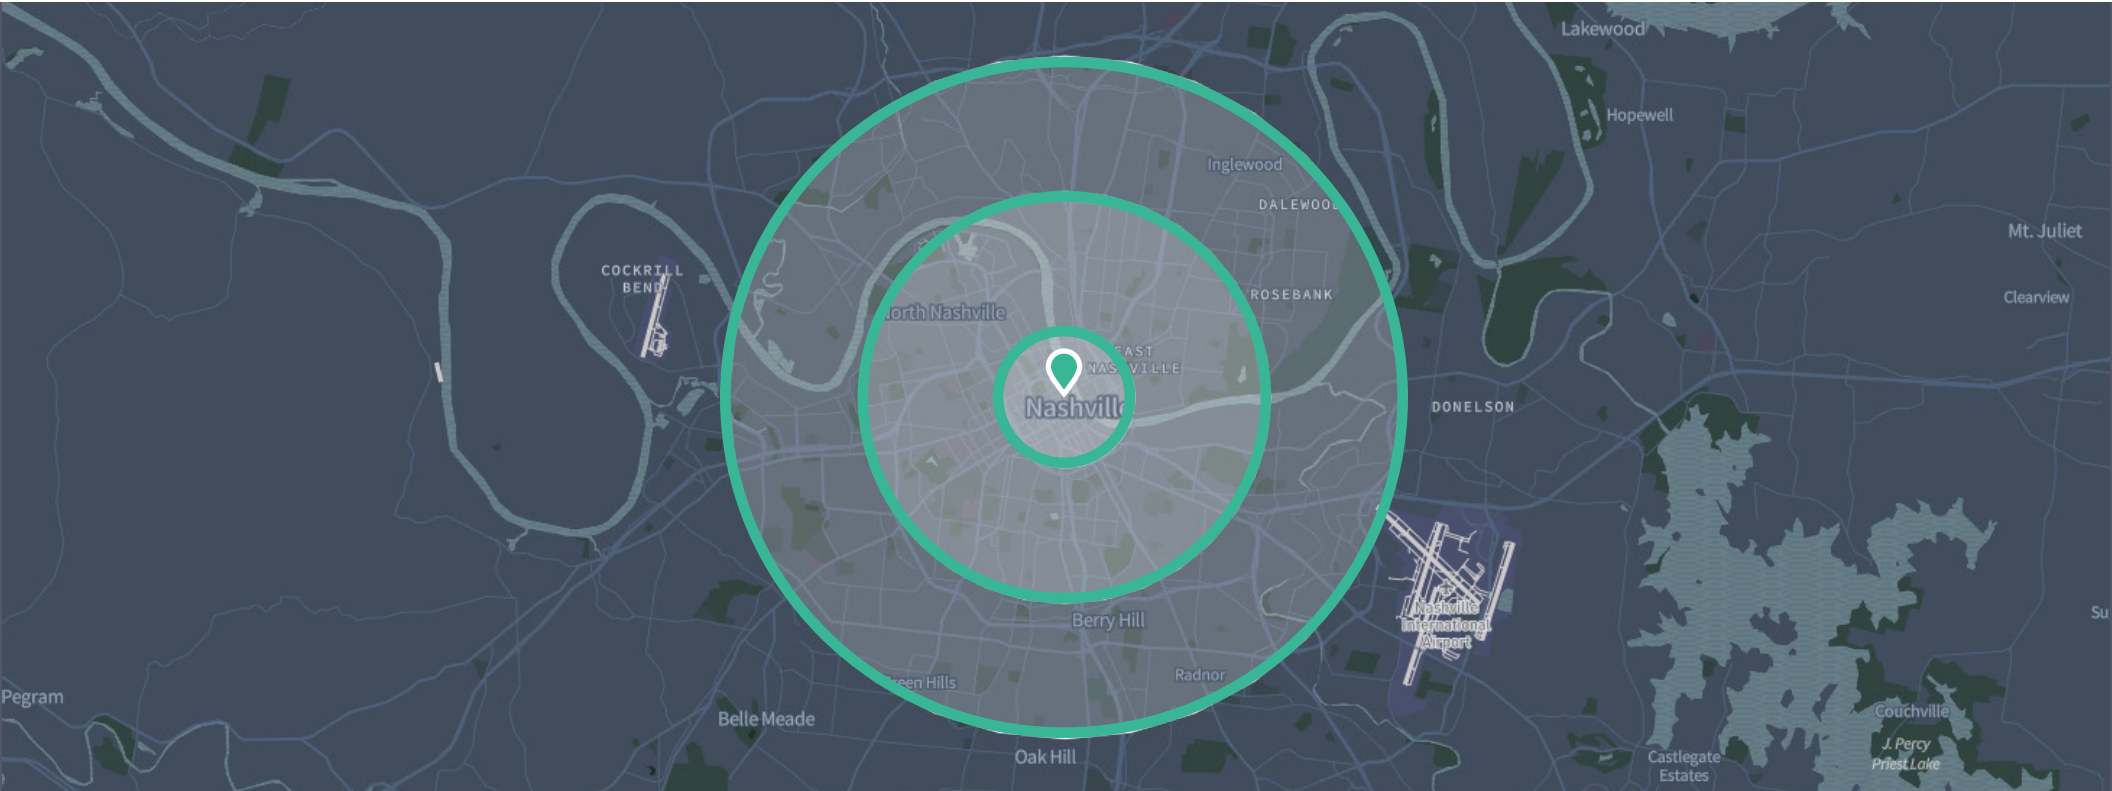 Lakewood
Hopewell
Inglewood
DALEWOOD
Mt. Juliet
COCKRILL
BEND
ROSEBANK
Clearview
North Nashville
EAST
NASHVILLE
Nashville
DONELSON
Nashville
International
Airport
Su
Berry Hill
Radnor
Green Hills
Pegram
Belle Meade
Couchville
Oak Hill
J. Percy
Priest Lake
Castlegate
Estates